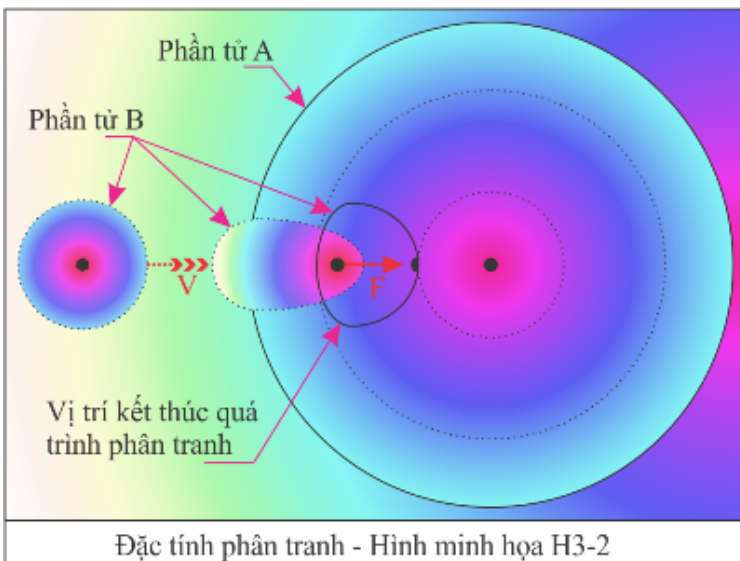 Phần tử A
Phần tử B
V
F
Vị trí kết thúc quá
trình phân tranh
Đặc tính phân tranh - Hình minh họa H3-2